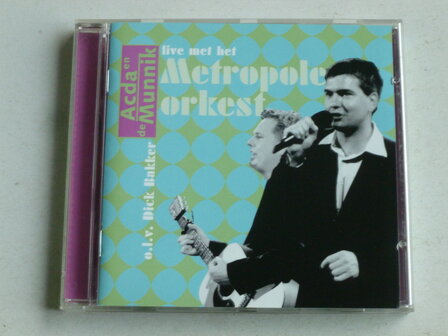 Acda en
de Munnik
live met het
Metropole
orkest
o.l.v. Dick Bakker